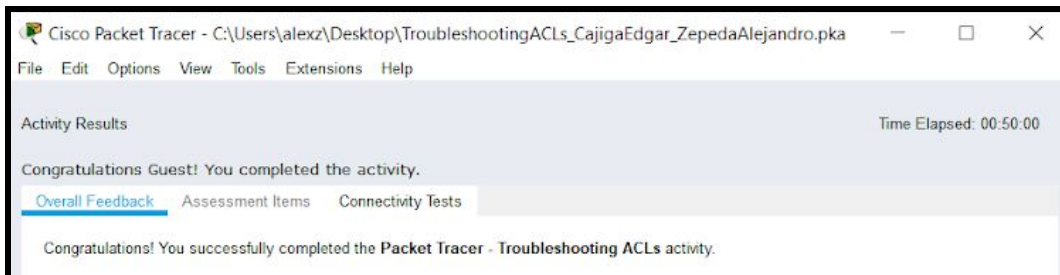 Cisco Packet Tracer - C:\Users\alexz\Desktop\TroubleshootingACLs_CajigaEdgar_ZepedaAlejandro.pka
File Edit Options View Tools Extensions Help
Activity Results Time Elapsed: 00:50:00
Congratulations Guest! You completed the activity.
Overall Feedback Assessment Items Connectivity Tests
Congratulations! You successfully completed the Packet Tracer - Troubleshooting ACLs activity.